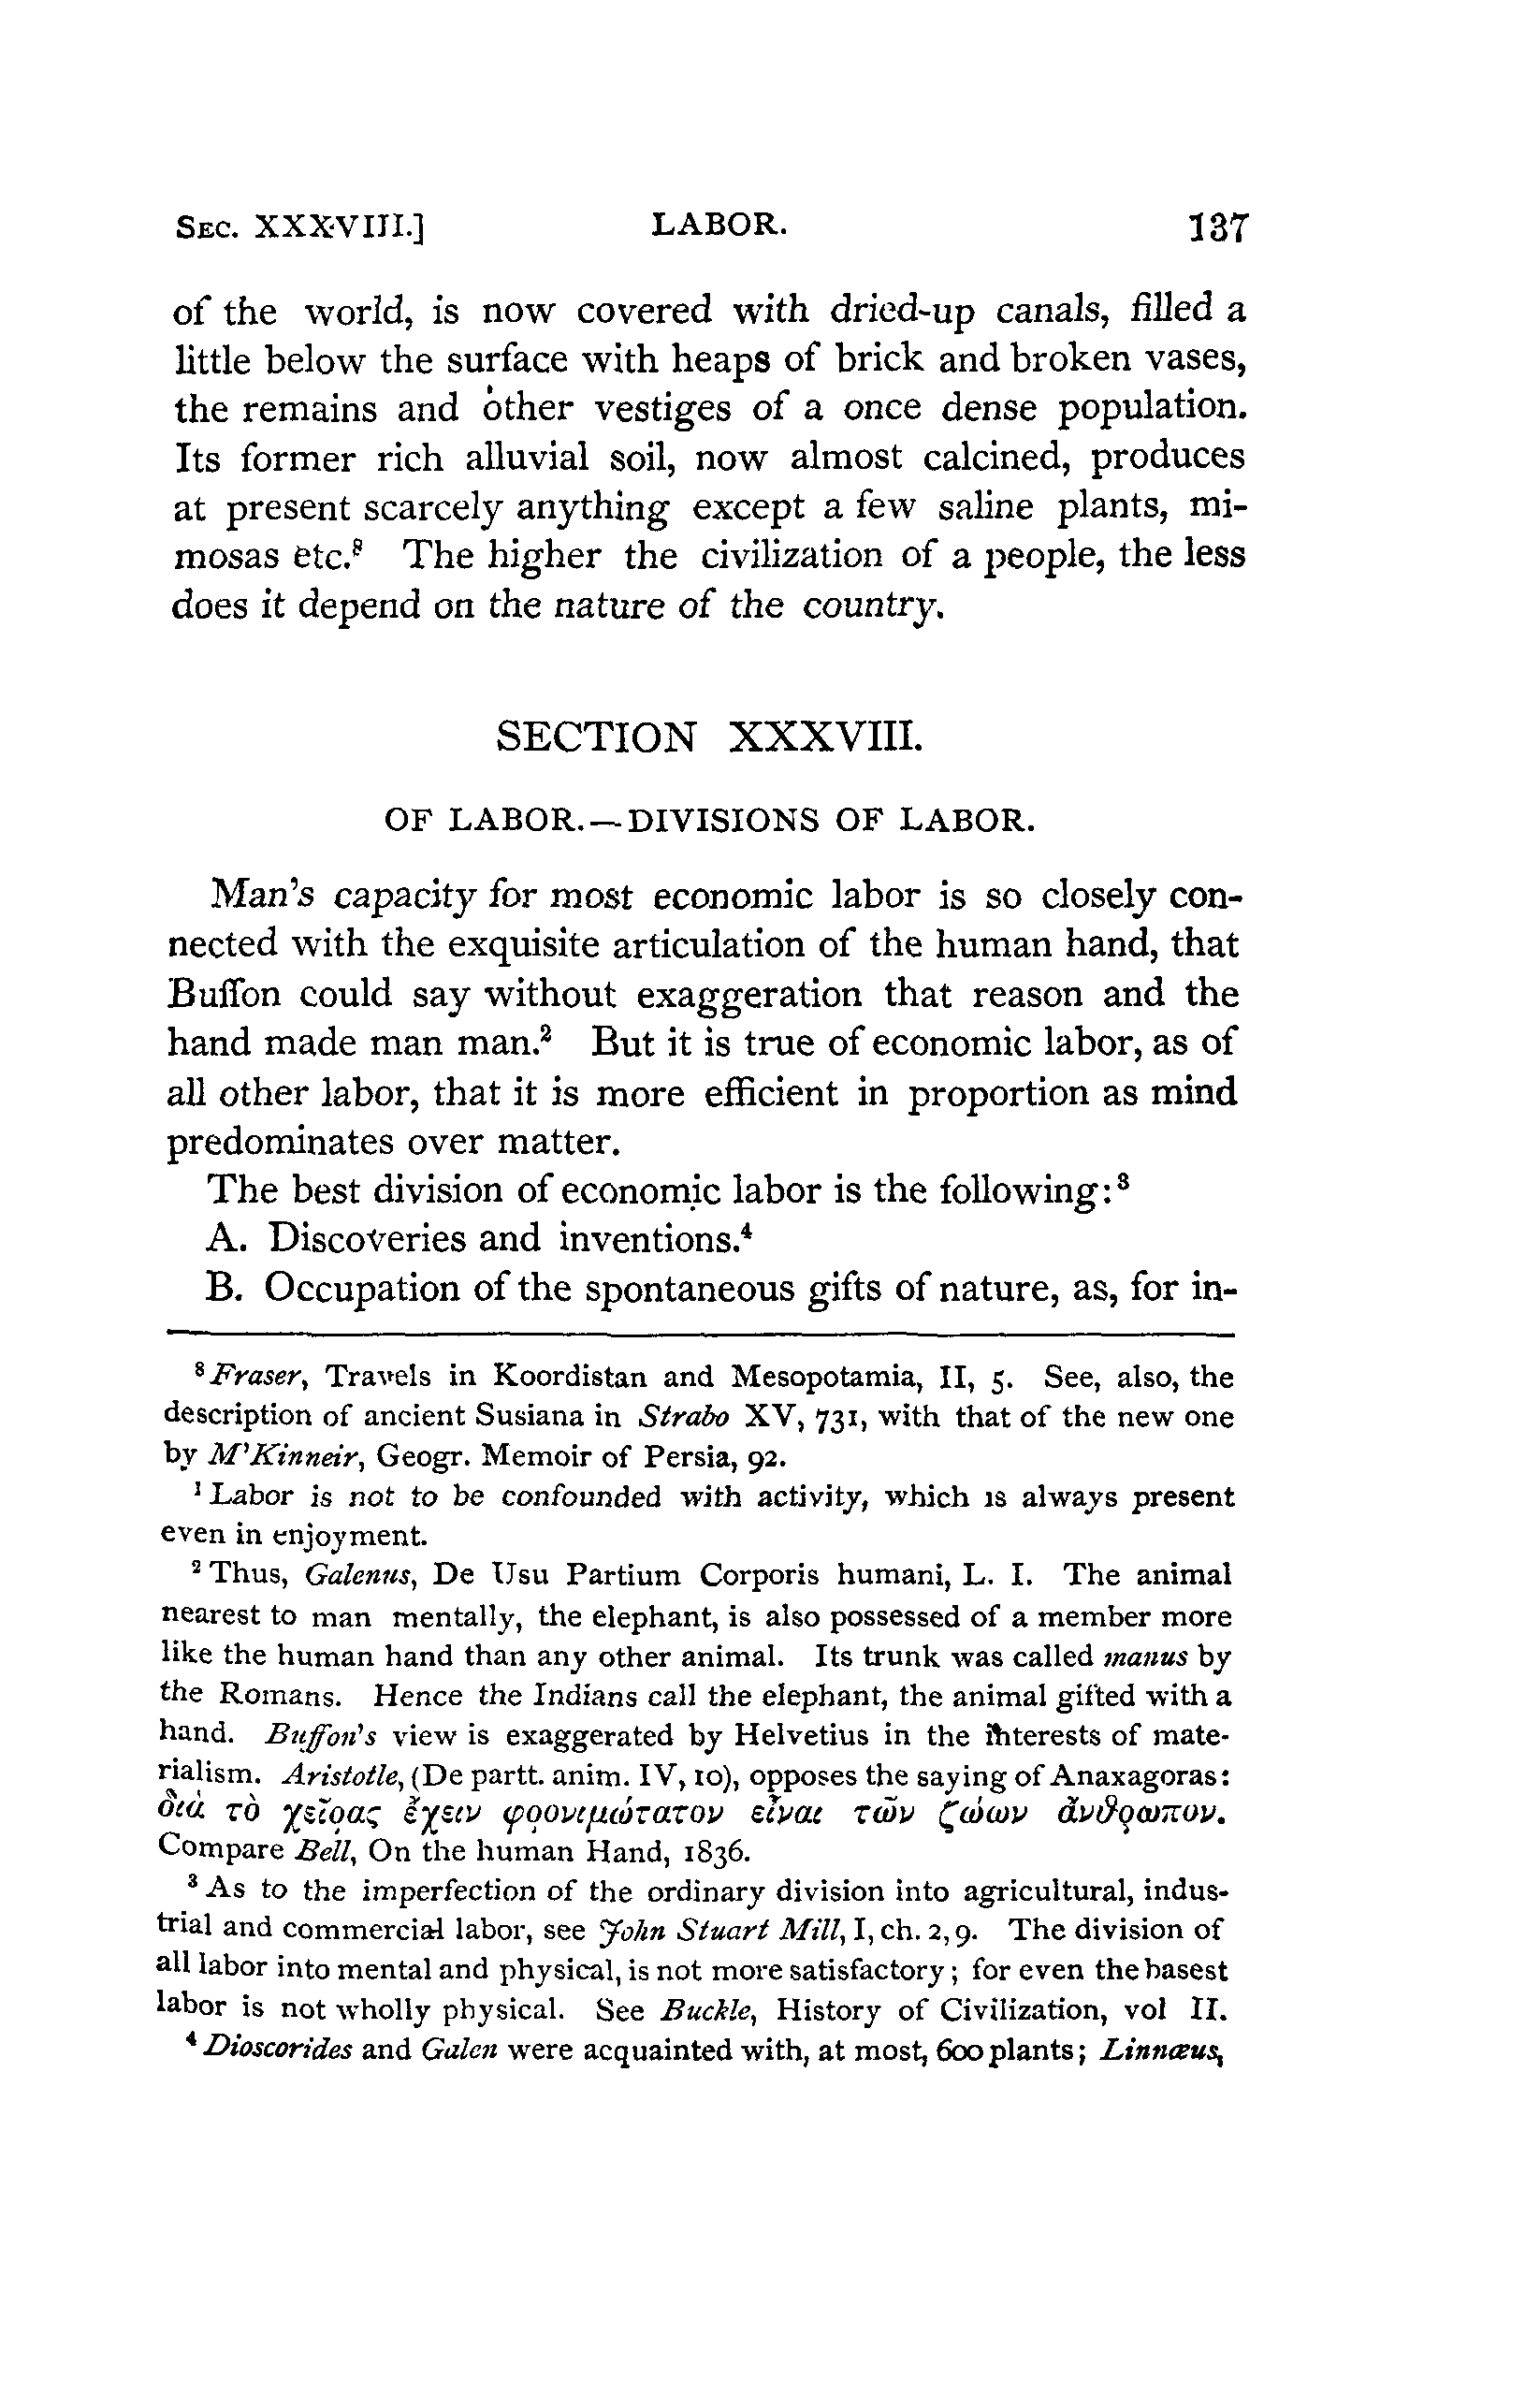 SEC. XXXVIII.] LABOR. 137
of the world, is now covered with dried-up canals, filled a
little below the surface with heaps of brick and broken vases,
the remains and other vestiges of a once dense population.
Its former rich alluvial soil, now almost calcined, produces
at present scarcely anything except a few saline plants, mi-
mosas etc.⁸ The higher the civilization of a people, the less
does it depend on the nature of the country.
SECTION XXXVIII.
OF LABOR.—DIVISIONS OF LABOR.
Man's capacity for most economic labor is so closely con-
nected with the exquisite articulation of the human hand, that
Buffon could say without exaggeration that reason and the
hand made man man.² But it is true of economic labor, as of
all other labor, that it is more efficient in proportion as mind
predominates over matter.
The best division of economic labor is the following:³
A. Discoveries and inventions.⁴
B. Occupation of the spontaneous gifts of nature, as, for in-
⁸ Fraser, Travels in Koordistan and Mesopotamia, II, 5. See, also, the
description of ancient Susiana in Strabo XV, 731, with that of the new one
by M'Kinneir, Geogr. Memoir of Persia, 92.
¹ Labor is not to be confounded with activity, which is always present
even in enjoyment.
² Thus, Galenus, De Usu Partium Corporis humani, L. I. The animal
nearest to man mentally, the elephant, is also possessed of a member more
like the human hand than any other animal. Its trunk was called manus by
the Romans. Hence the Indians call the elephant, the animal gifted with a
hand. Buffon's view is exaggerated by Helvetius in the interests of mate-
rialism. Aristotle, (De partt. anim. IV, 10), opposes the saying of Anaxagoras:
διὰ τὸ χεῖρας ἔχειν φρονιμώτατον εἶναι τῶν ζώων ἄνθρωπον.
Compare Bell, On the human Hand, 1836.
³ As to the imperfection of the ordinary division into agricultural, indus-
trial and commercial labor, see John Stuart Mill, I, ch. 2, 9. The division of
all labor into mental and physical, is not more satisfactory; for even the basest
labor is not wholly physical. See Buckle, History of Civilization, vol II.
⁴ Dioscorides and Galen were acquainted with, at most, 600 plants; Linnæus,